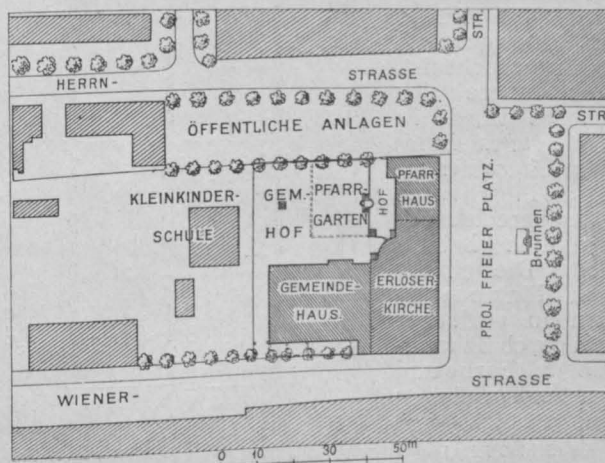 STR.
HERRN-
STRASSE
STR
ÖFFENTLICHE ANLAGEN
KLEINKINDER-
SCHULE
GEM.-
HOF
PFARR-
GARTEN
HOF
PFARR-
HAUS
PROJ. FREIER PLATZ.
Brunnen
GEMEINDE-
HAUS.
ERLÖSER-
KIRCHE
WIENER-
STRASSE
0 10 30 50m